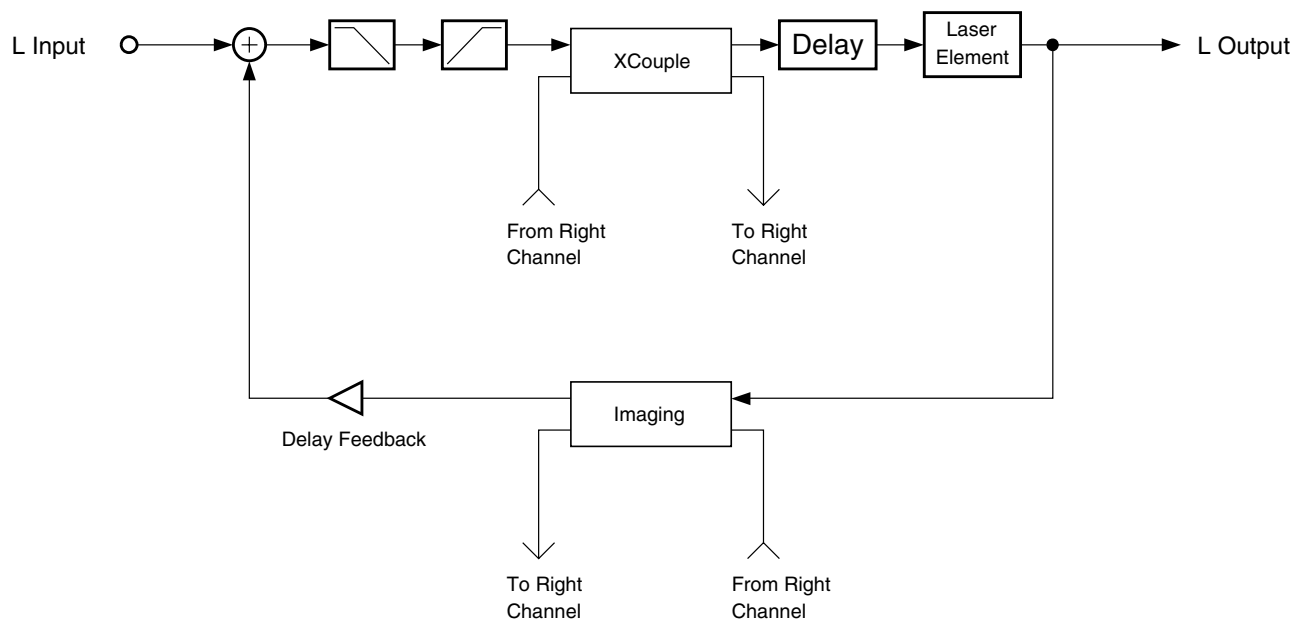 L Input
+
XCouple
Delay
Laser
Element
L Output
From Right
Channel
To Right
Channel
Imaging
Delay Feedback
To Right
Channel
From Right
Channel